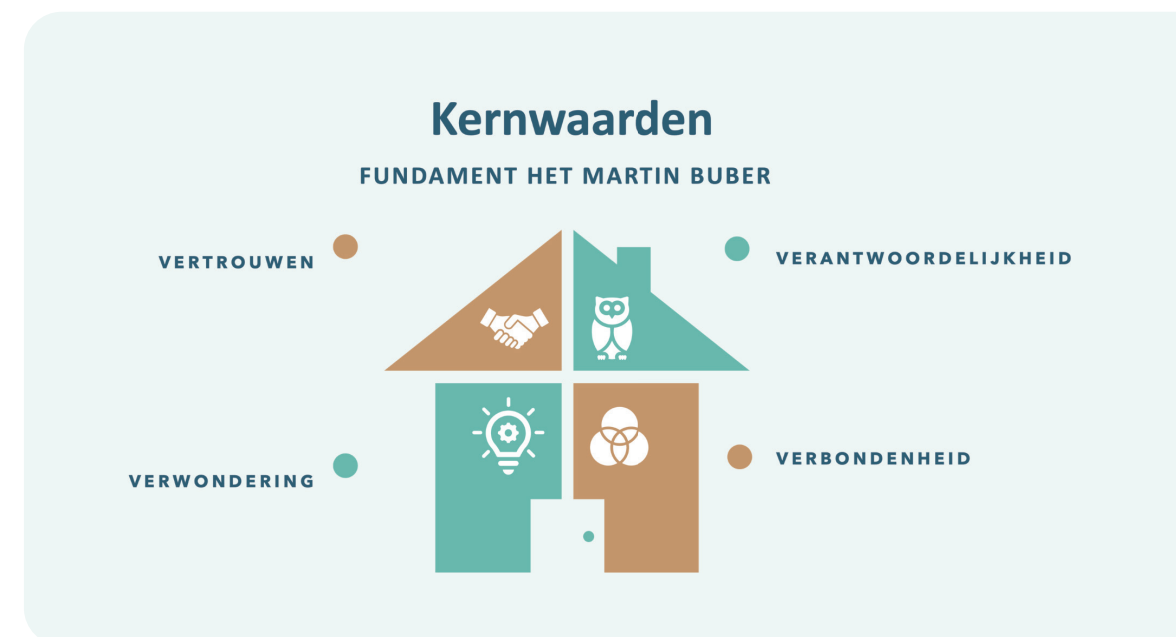 Kernwaarden
FUNDAMENT HET MARTIN BUBER
VERTROUWEN
VERANTWOORDELIJKHEID
VERWONDERING
VERBONDENHEID